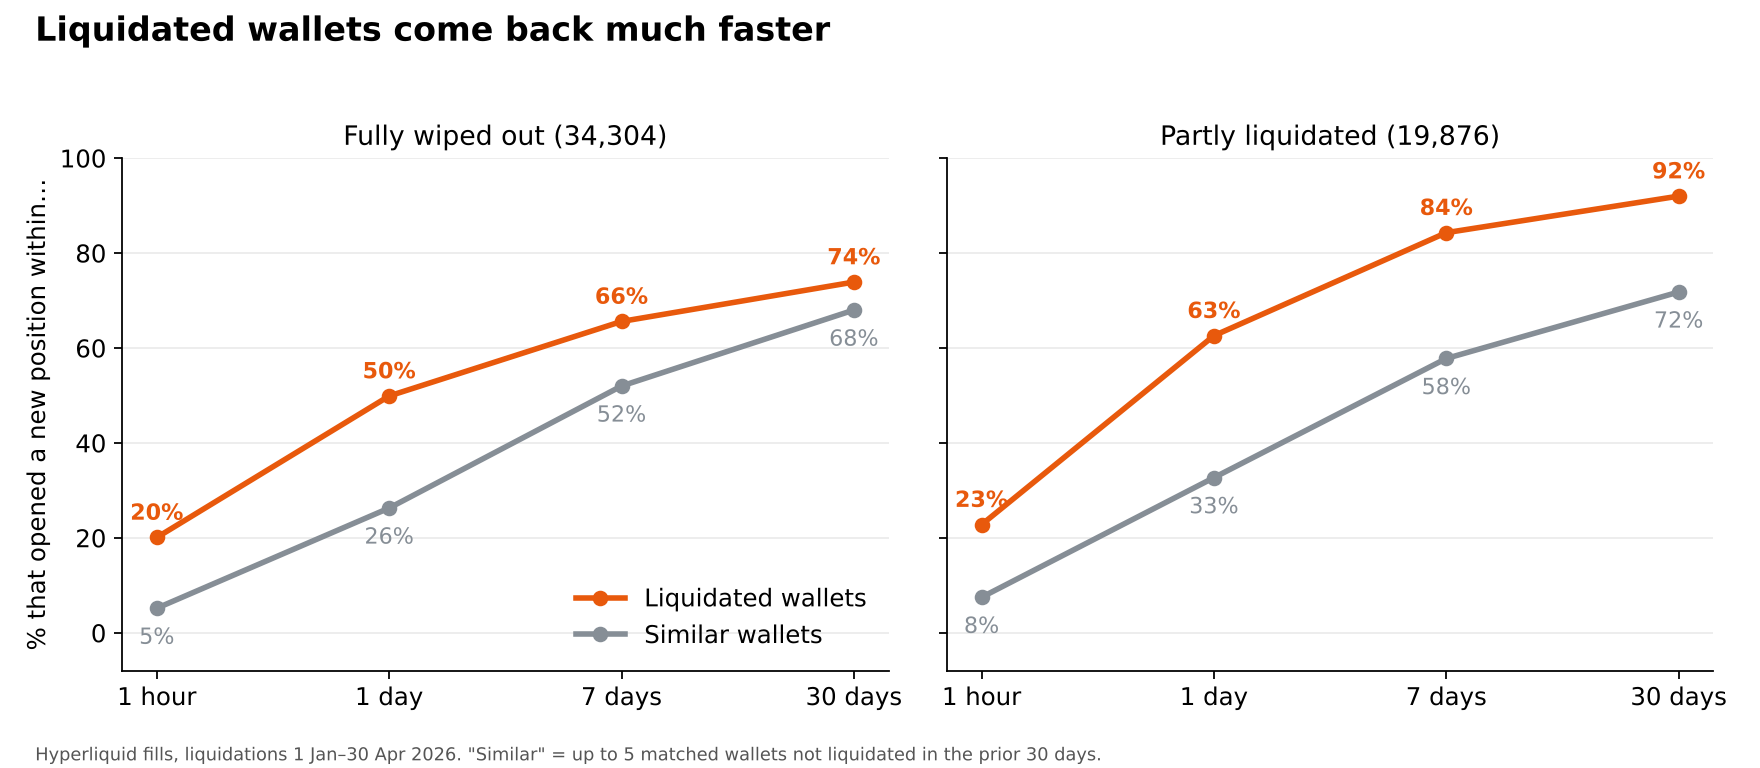 Liquidated wallets come back much faster
Fully wiped out (34,304)
% that opened a new position within...
100
80
60
40
20
0
20%
50%
66%
74%
5%
26%
52%
68%
Liquidated wallets
Similar wallets
1 hour
1 day
7 days
30 days
Partly liquidated (19,876)
23%
63%
84%
92%
8%
33%
58%
72%
1 hour
1 day
7 days
30 days
Hyperliquid fills, liquidations 1 Jan–30 Apr 2026. "Similar" = up to 5 matched wallets not liquidated in the prior 30 days.